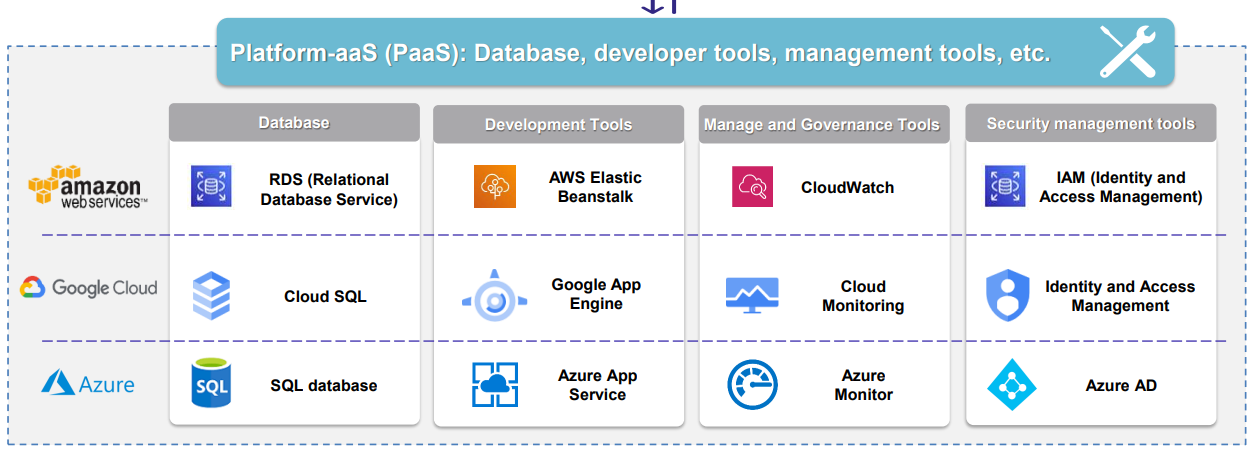 Platform-aaS (PaaS): Database, developer tools, management tools, etc.
Database
Development Tools
Manage and Governance Tools
Security management tools
amazon
web services™
RDS (Relational
Database Service)
AWS Elastic
Beanstalk
CloudWatch
IAM (Identity and
Access Management)
Google Cloud
Cloud SQL
Google App
Engine
Cloud
Monitoring
Identity and Access
Management
Azure
SQL
SQL database
Azure App
Service
Azure
Monitor
Azure AD